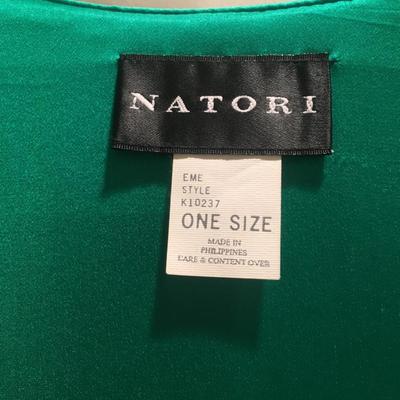 NATORI
EME
STYLE
K10237
ONE SIZE
MADE IN
PHILIPPINES
CARE & CONTENT OVER